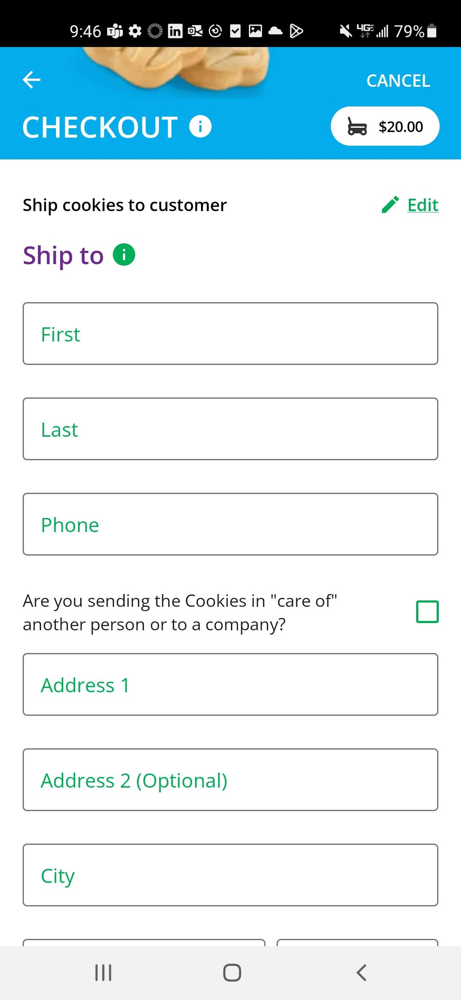 9:46 79%
CANCEL
CHECKOUT $20.00
Ship cookies to customer Edit
Ship to
First
Last
Phone
Are you sending the Cookies in "care of"
another person or to a company?
Address 1
Address 2 (Optional)
City